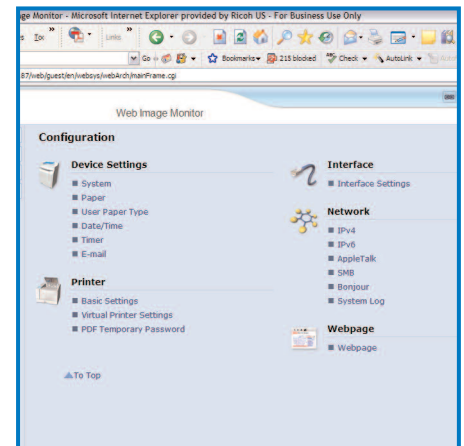 ge Monitor - Microsoft Internet Explorer provided by Ricoh US - For Business Use Only
s Tools " Links "
Go Bookmarks 215 blocked Check AutoLink
87/web/guest/en/websys/webArch/mainFrame.cgi
Web Image Monitor
Configuration
Device Settings
System
Paper
User Paper Type
Date/Time
Timer
E-mail
Printer
Basic Settings
Virtual Printer Settings
PDF Temporary Password
To Top
Interface
Interface Settings
Network
IPv4
IPv6
AppleTalk
SMB
Bonjour
System Log
Webpage
Webpage